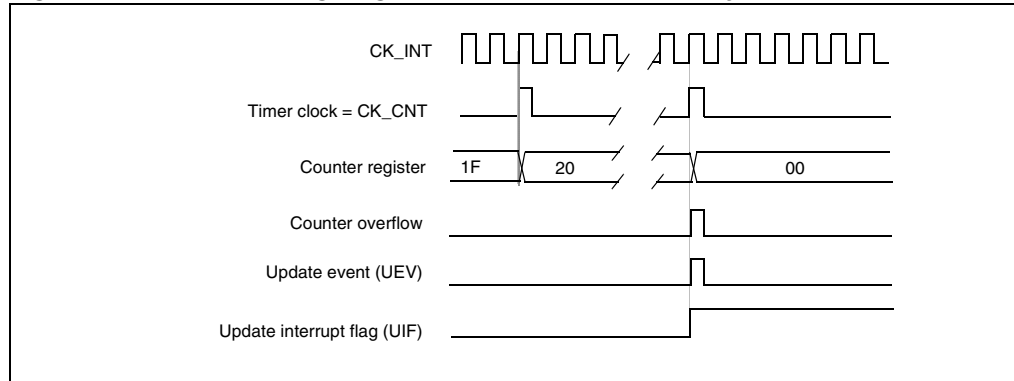 CK_INT
Timer clock = CK_CNT
Counter register 1F 20 00
Counter overflow
Update event (UEV)
Update interrupt flag (UIF)